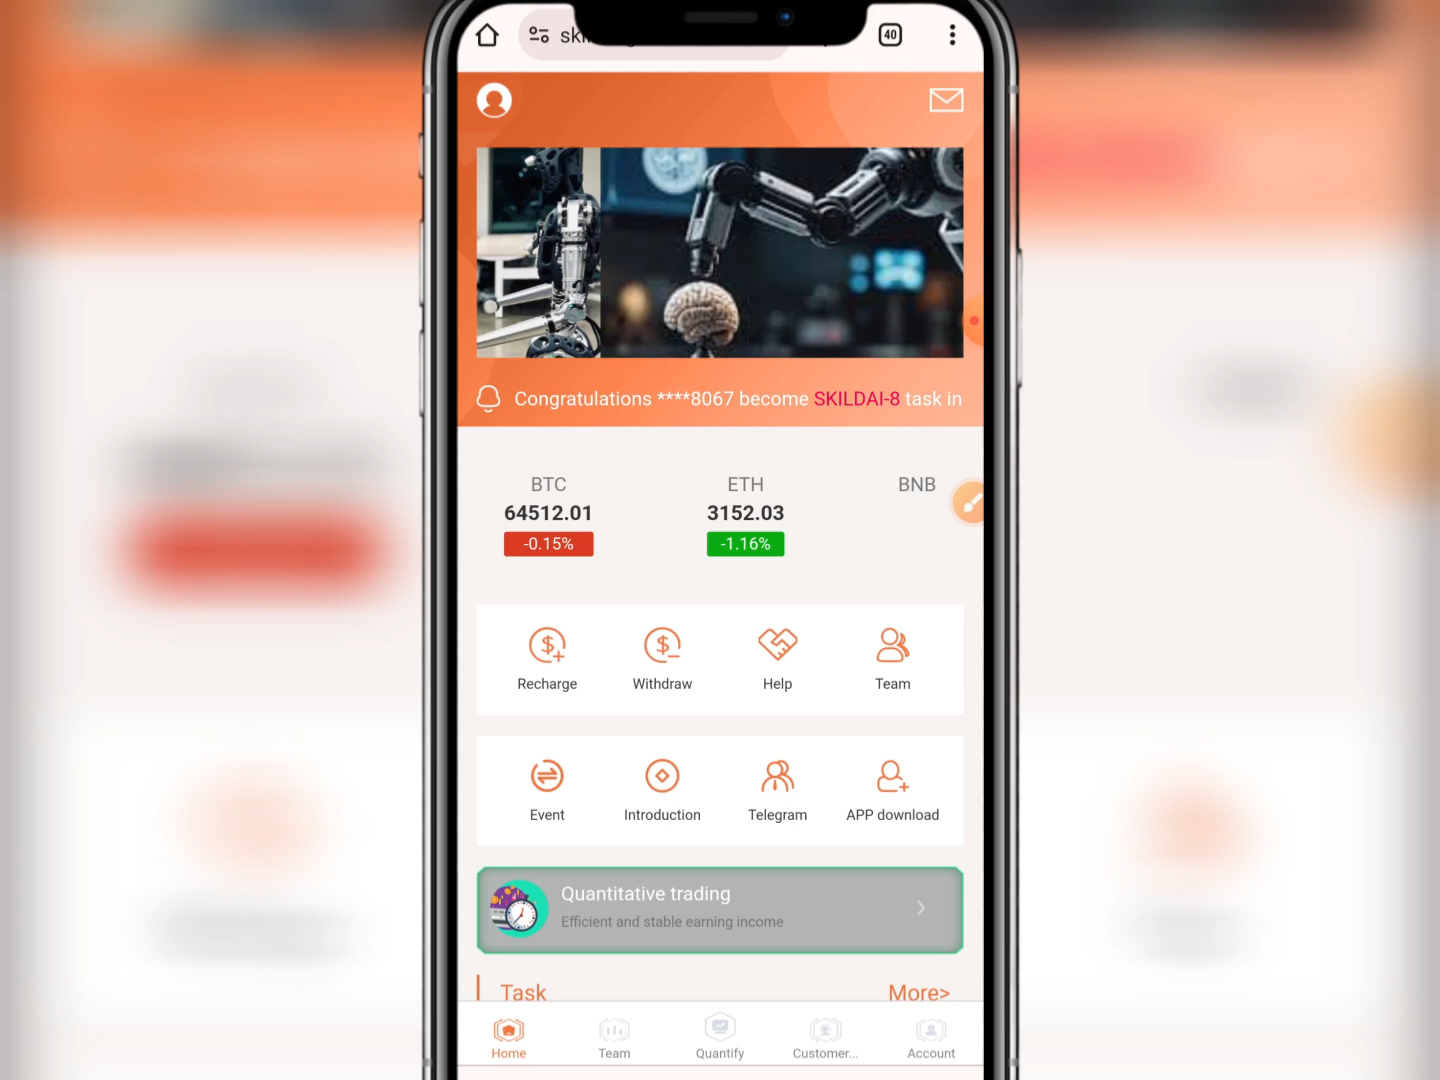 40
Congratulations ****8067 become SKILDAI-8 task in
BTC
ETH
BNB
64512.01
3152.03
-0.15%
-1.16%
Recharge
Withdraw
Help
Team
Event
Introduction
Telegram
APP download
Quantitative trading
Efficient and stable earning income
Task
More>
Home
Team
Quantify
Customer...
Account